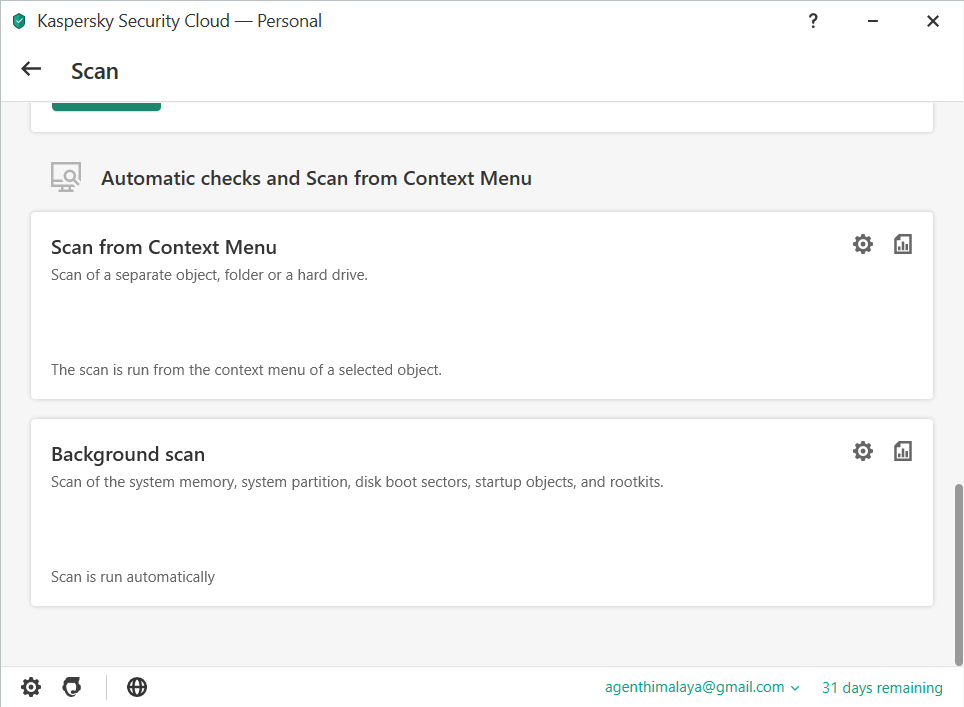 Kaspersky Security Cloud — Personal
?
Scan
Automatic checks and Scan from Context Menu
Scan from Context Menu
Scan of a separate object, folder or a hard drive.
The scan is run from the context menu of a selected object.
Background scan
Scan of the system memory, system partition, disk boot sectors, startup objects, and rootkits.
Scan is run automatically
agenthimalaya@gmail.com 31 days remaining